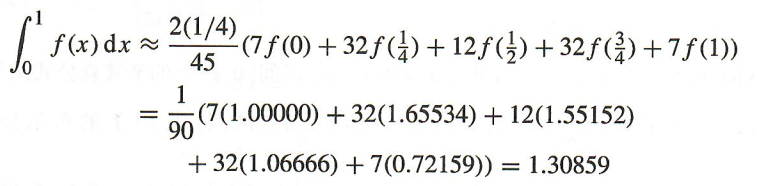 ∫₀¹ f(x) dx ≈ 2(1/4)/45 (7f(0) + 32f(1/4) + 12f(1/2) + 32f(3/4) + 7f(1))
= 1/90 (7(1.00000) + 32(1.65534) + 12(1.55152)
+ 32(1.06666) + 7(0.72159)) = 1.30859